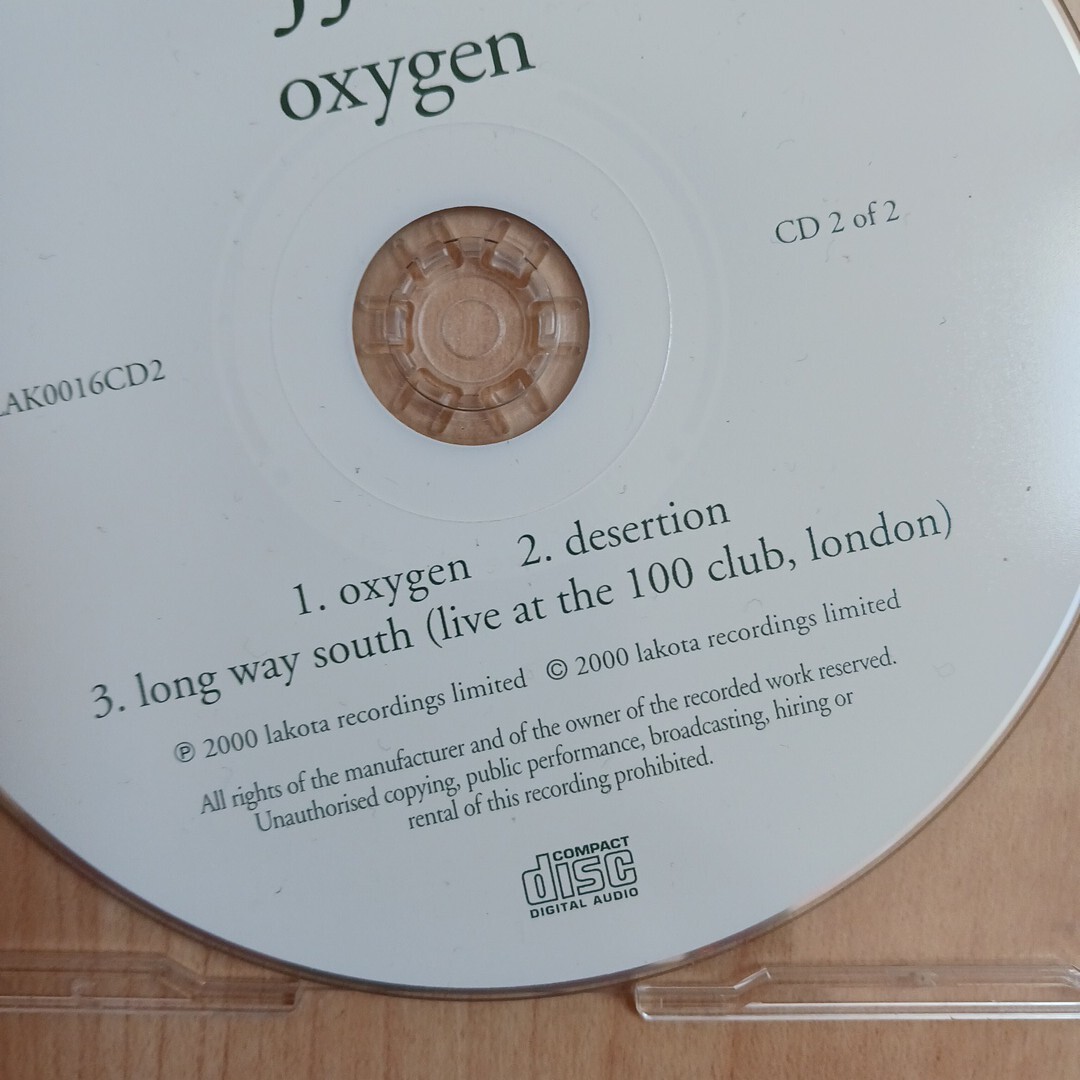 oxygen
CD 2 of 2
LAK0016CD2
1. oxygen 2. desertion
3. long way south (live at the 100 club, london)
℗ 2000 lakota recordings limited © 2000 lakota recordings limited
All rights of the manufacturer and of the owner of the recorded work reserved.
Unauthorised copying, public performance, broadcasting, hiring or
rental of this recording prohibited.
COMPACT
disc
DIGITAL AUDIO